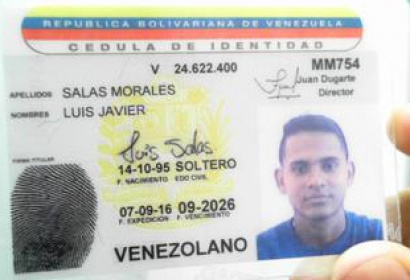 REPUBLICA BOLIVARIANA DE VENEZUELA
CEDULA DE IDENTIDAD
V 24.622.400
MM754
Juan Dugarte
Director
APELLIDOS SALAS MORALES
NOMBRES LUIS JAVIER
FIRMA TITULAR
Luis Salas
14-10-95 SOLTERO
F. NACIMIENTO EDO CIVIL
07-09-16 09-2026
F. EXPEDICION F. VENCIMIENTO
VENEZOLANO